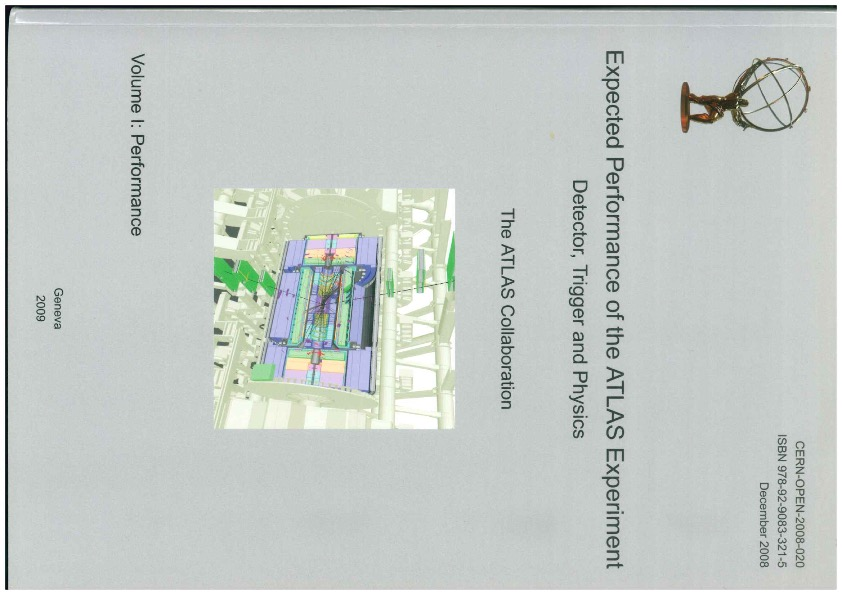 CERN-OPEN-2008-020
ISBN 978-92-9083-321-5
December 2008
Expected Performance of the ATLAS Experiment
Detector, Trigger and Physics
The ATLAS Collaboration
Volume I: Performance
Geneva
2009